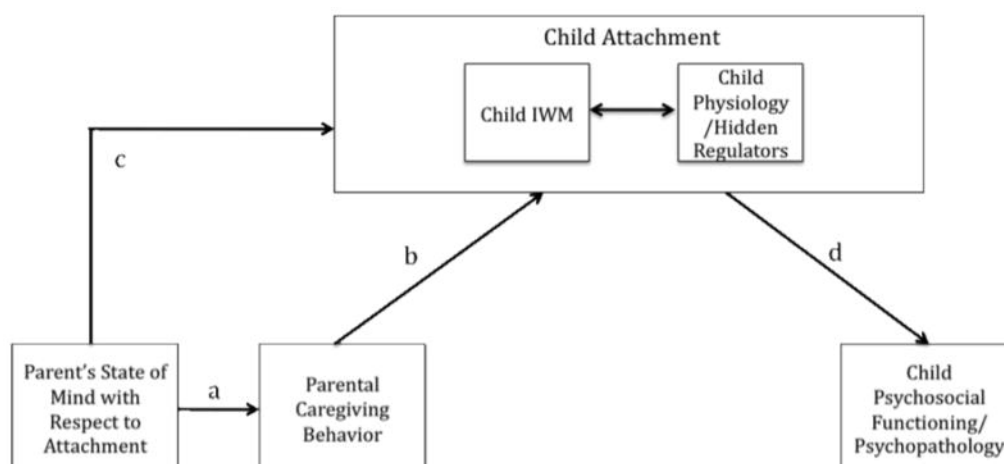 Child Attachment
Child IWM
Child
Physiology
/Hidden
Regulators
c
b
d
Parent's State of
Mind with
Respect to
Attachment
a
Parental
Caregiving
Behavior
Child
Psychosocial
Functioning/
Psychopathology